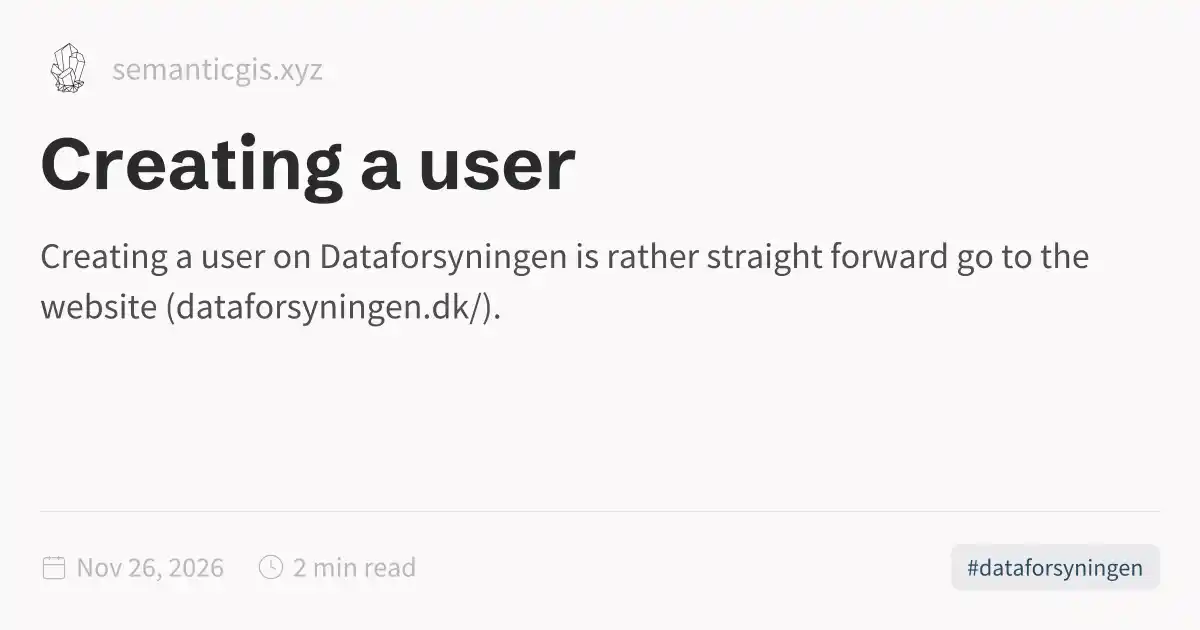 semanticgis.xyz
Creating a user
Creating a user on Dataforsyningen is rather straight forward go to the
website (dataforsyningen.dk/).
Nov 26, 2026 2 min read
#dataforsyningen